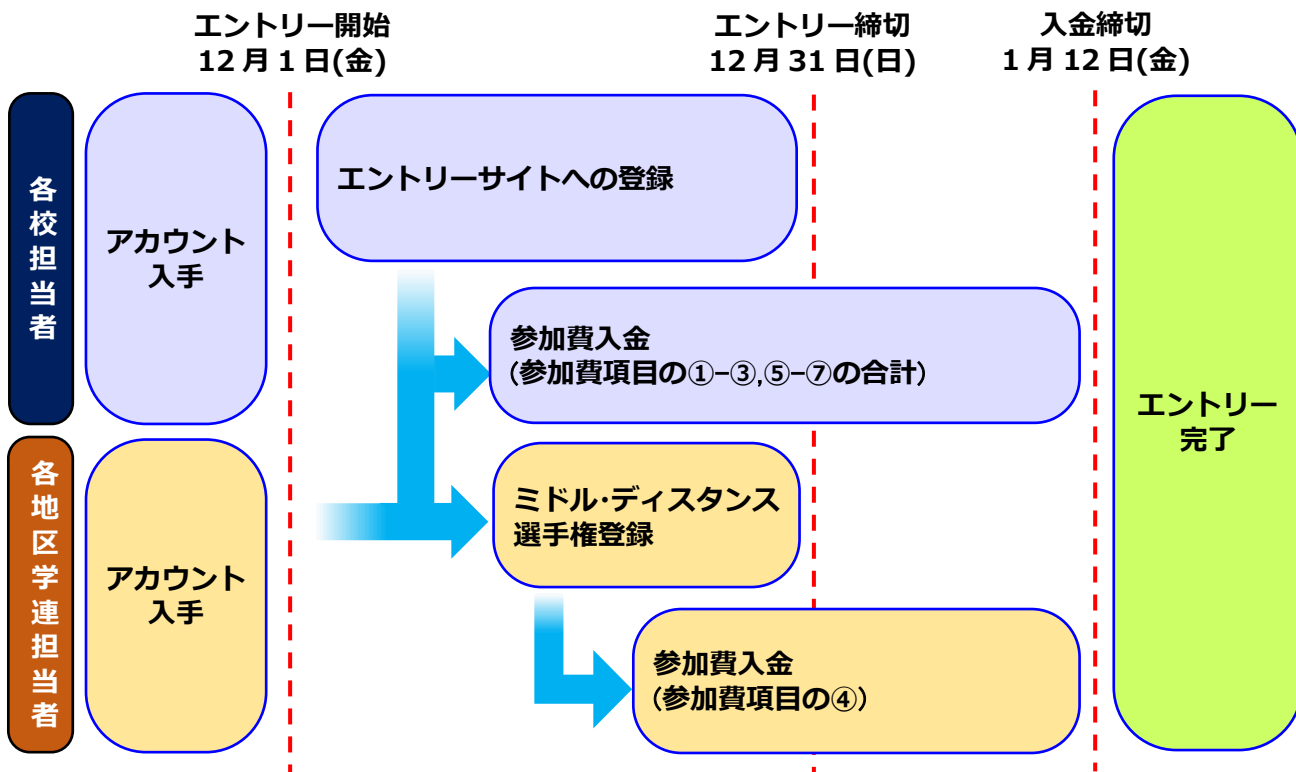 エントリー開始
12月1日(金)
エントリー締切
12月31日(日)
入金締切
1月12日(金)
各校担当者
アカウント
入手
エントリーサイトへの登録
参加費入金
(参加費項目の①−③,⑤−⑦の合計)
エントリー
完了
各地区学連担当者
アカウント
入手
ミドル・ディスタンス
選手権登録
参加費入金
(参加費項目の④)